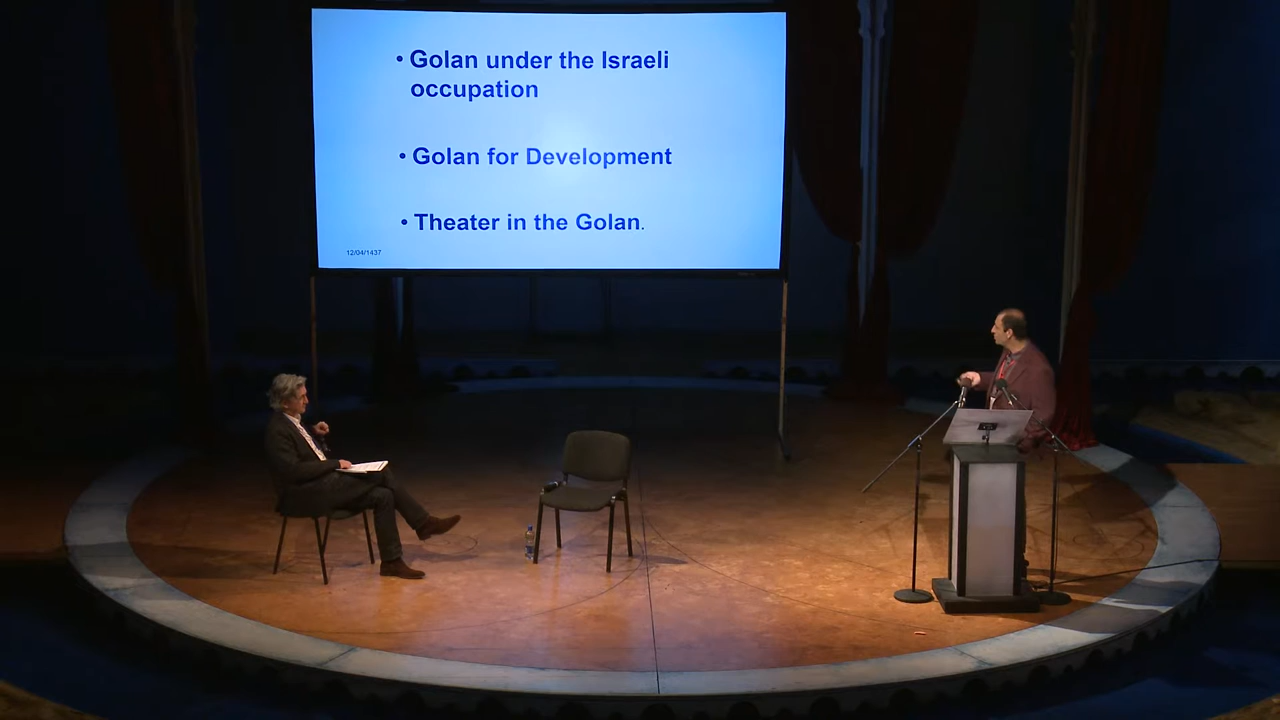 • Golan under the Israeli
occupation
• Golan for Development
• Theater in the Golan.
12/04/1437